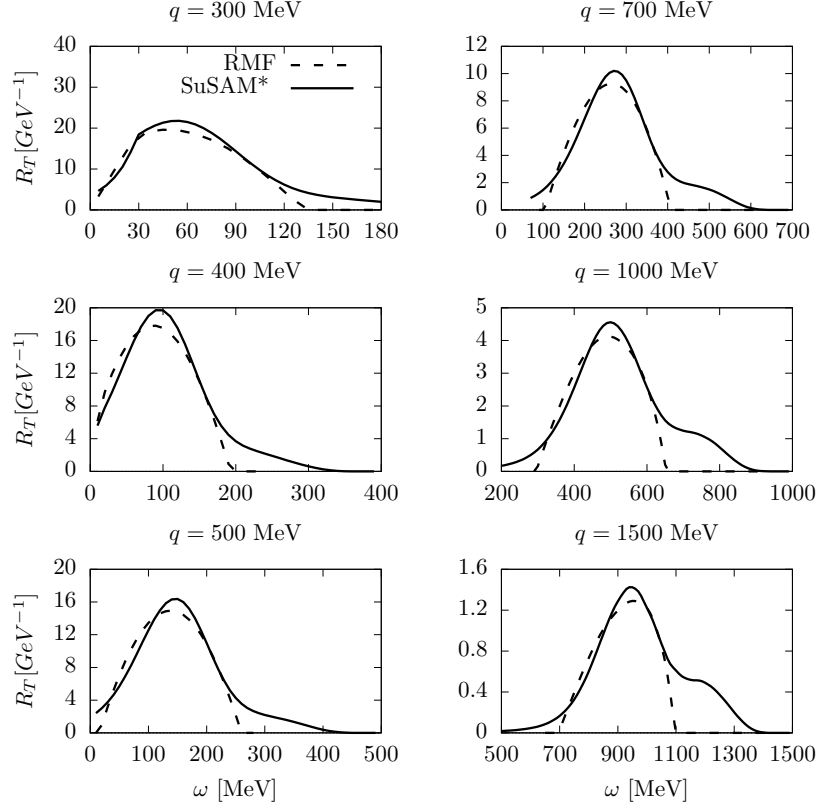 q = 300 MeV
R_T[GeV^{-1}]
40
30
20
10
0
RMF
SuSAM*
0 30 60 90 120 150 180
q = 700 MeV
12
10
8
6
4
2
0
100 200 300 400 500 600 700
q = 400 MeV
R_T[GeV^{-1}]
20
16
12
8
4
0
0 100 200 300 400
q = 1000 MeV
5
4
3
2
1
0
200 400 600 800 1000
q = 500 MeV
R_T[GeV^{-1}]
20
16
12
8
4
0
0 100 200 300 400 500
ω [MeV]
q = 1500 MeV
1.6
1.2
0.8
0.4
0
500 700 900 1100 1300 1500
ω [MeV]